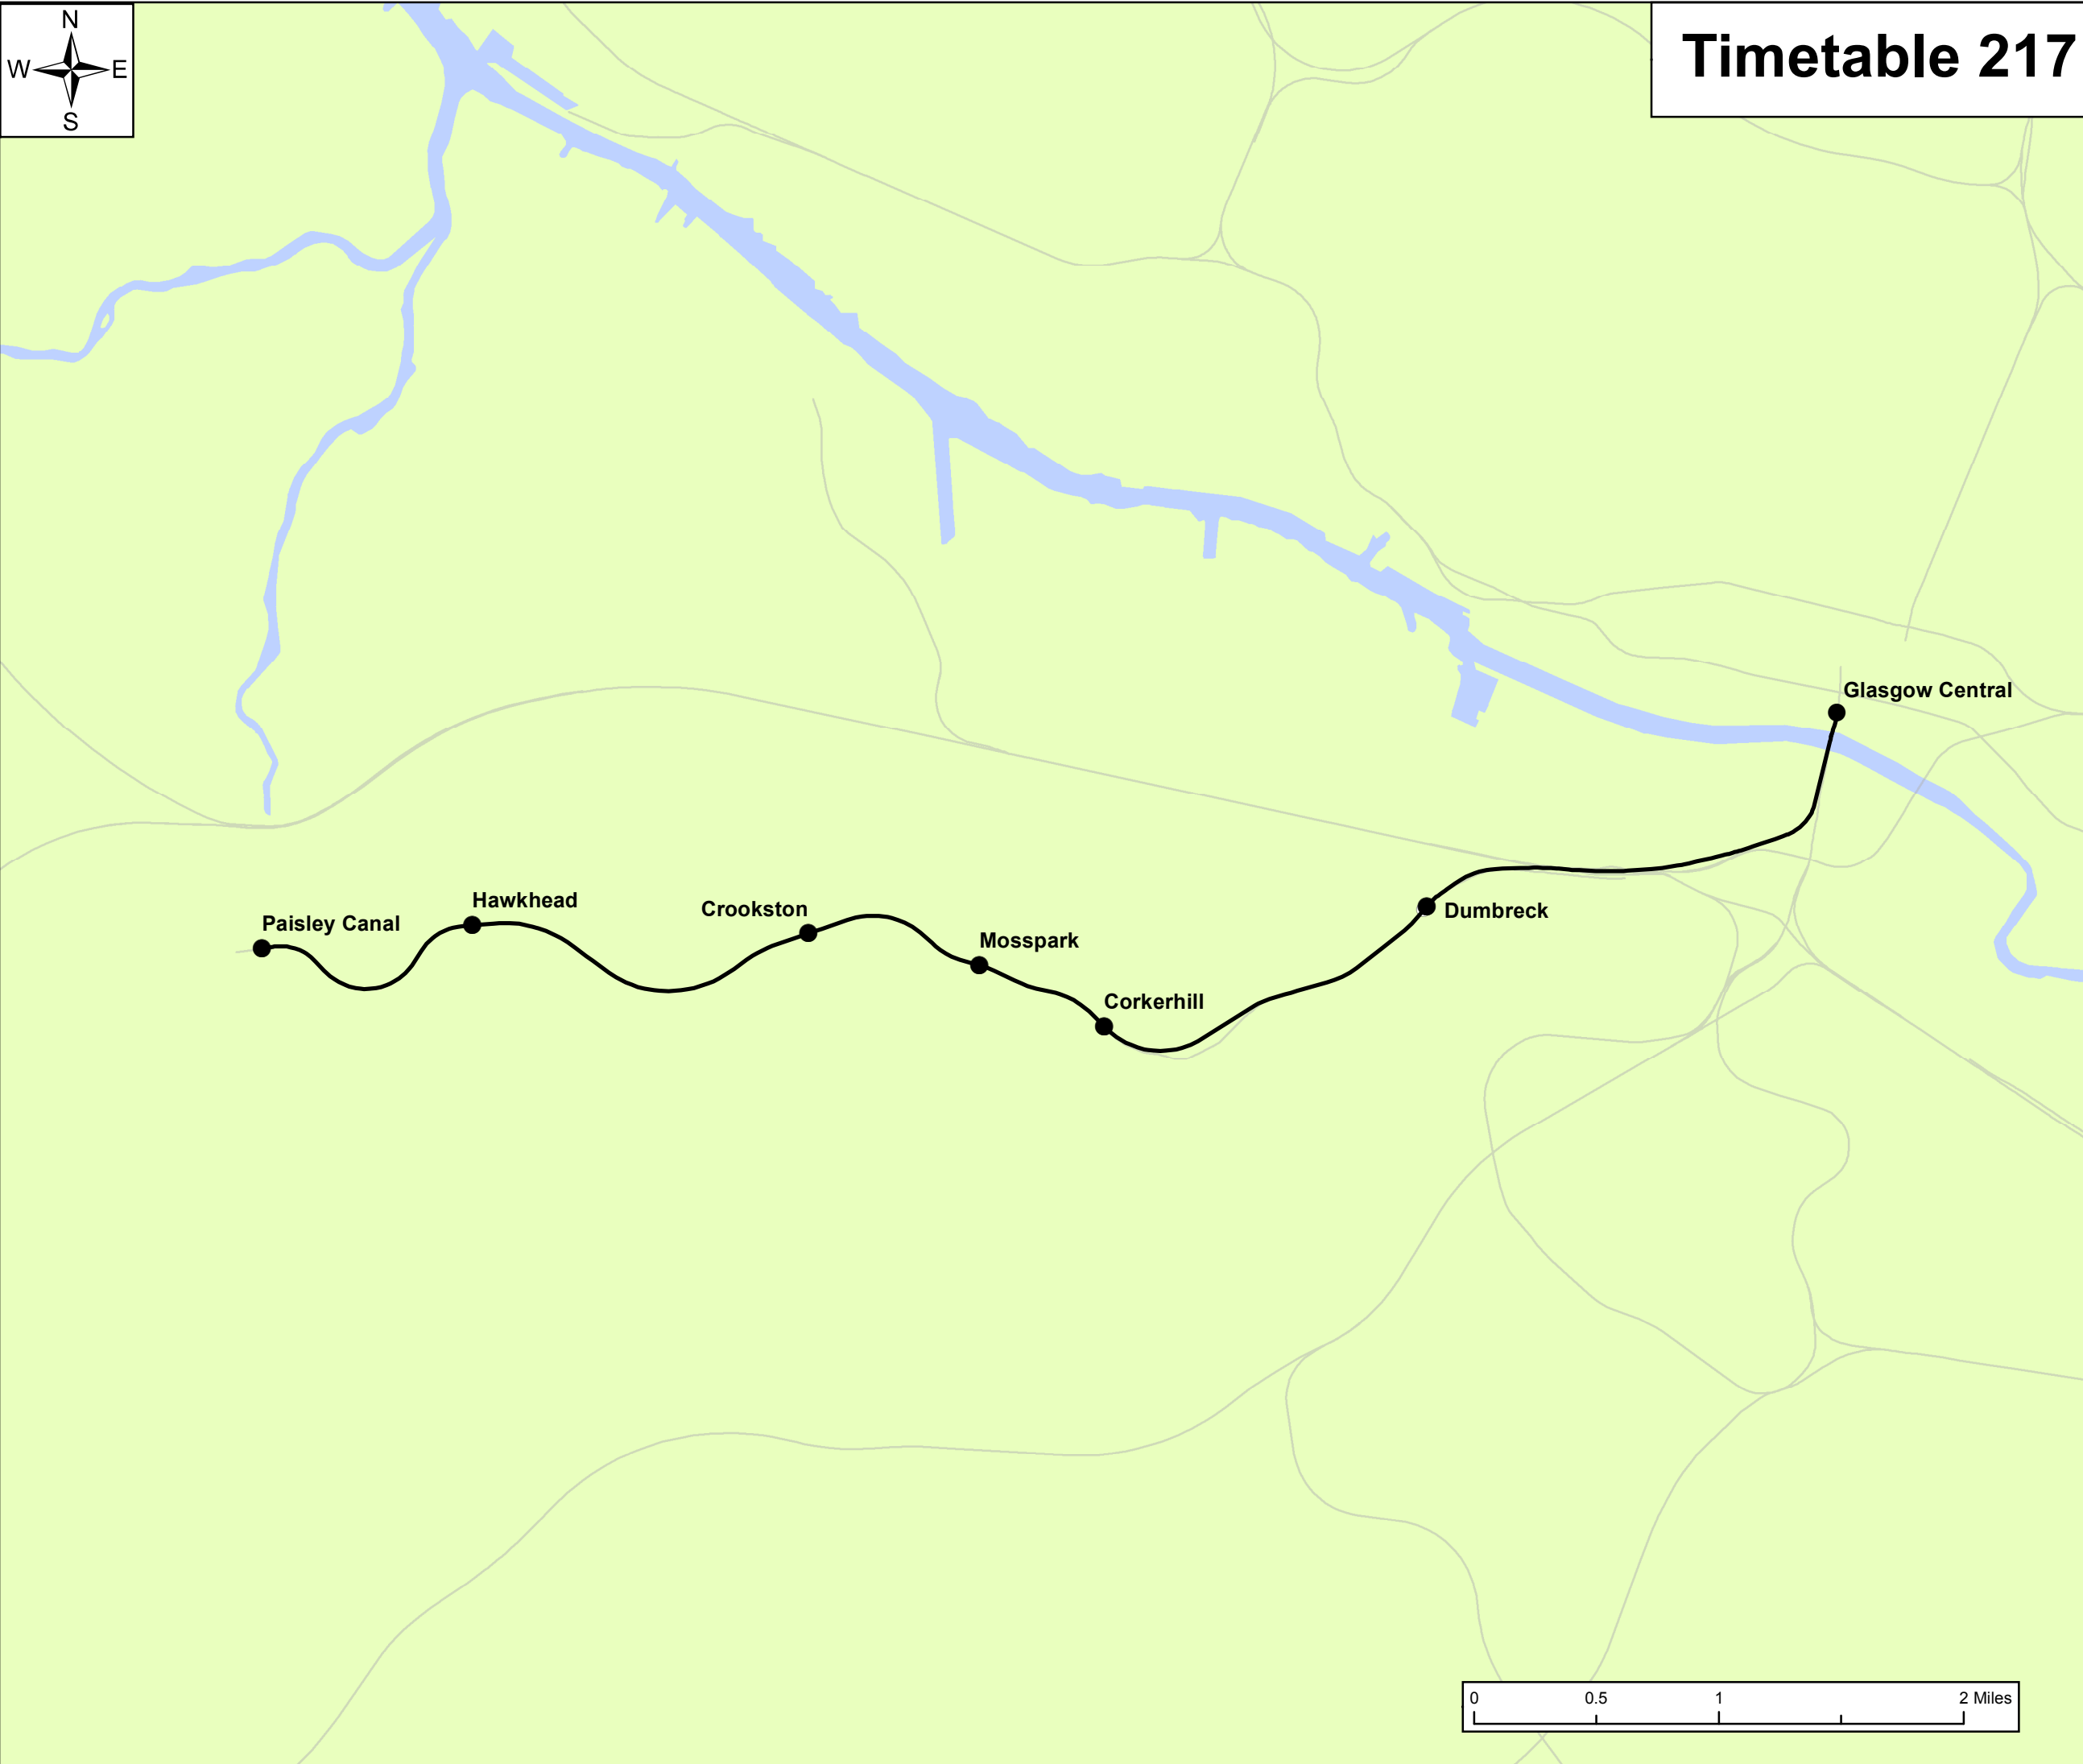 N
W E
S
Timetable 217
Glasgow Central
Hawkhead
Crookston
Dumbreck
Paisley Canal
Mosspark
Corkerhill
0 0.5 1 2 Miles